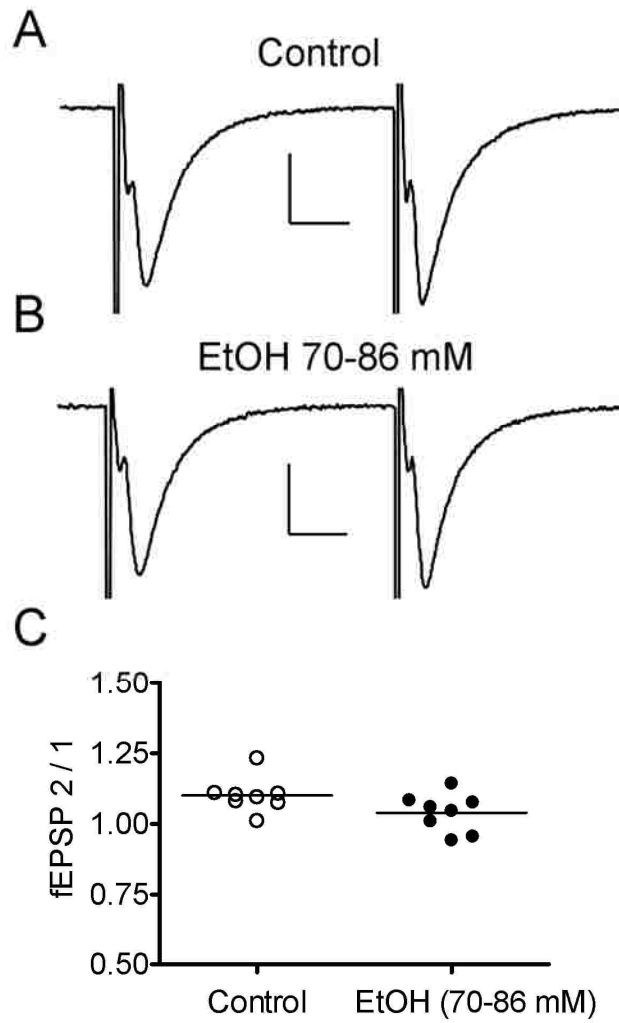 A
Control
B
EtOH 70-86 mM
C
fEPSP 2 / 1
1.50
1.25
1.00
0.75
0.50
Control
EtOH (70-86 mM)